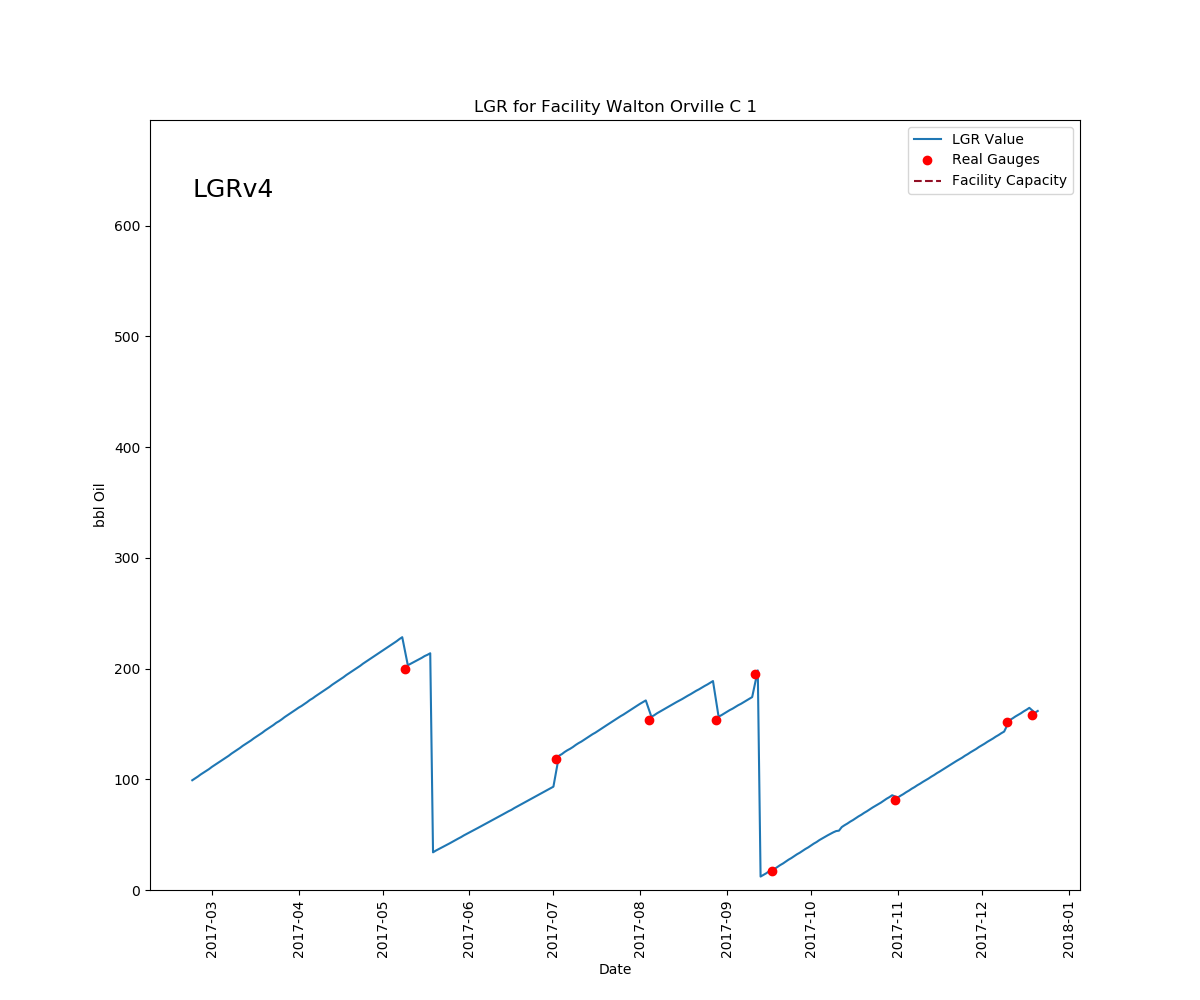 LGR for Facility Walton Orville C 1
LGRv4
LGR Value
Real Gauges
Facility Capacity
bbl Oil
600
500
400
300
200
100
0
2017-03
2017-04
2017-05
2017-06
2017-07
2017-08
2017-09
2017-10
2017-11
2017-12
2018-01
Date